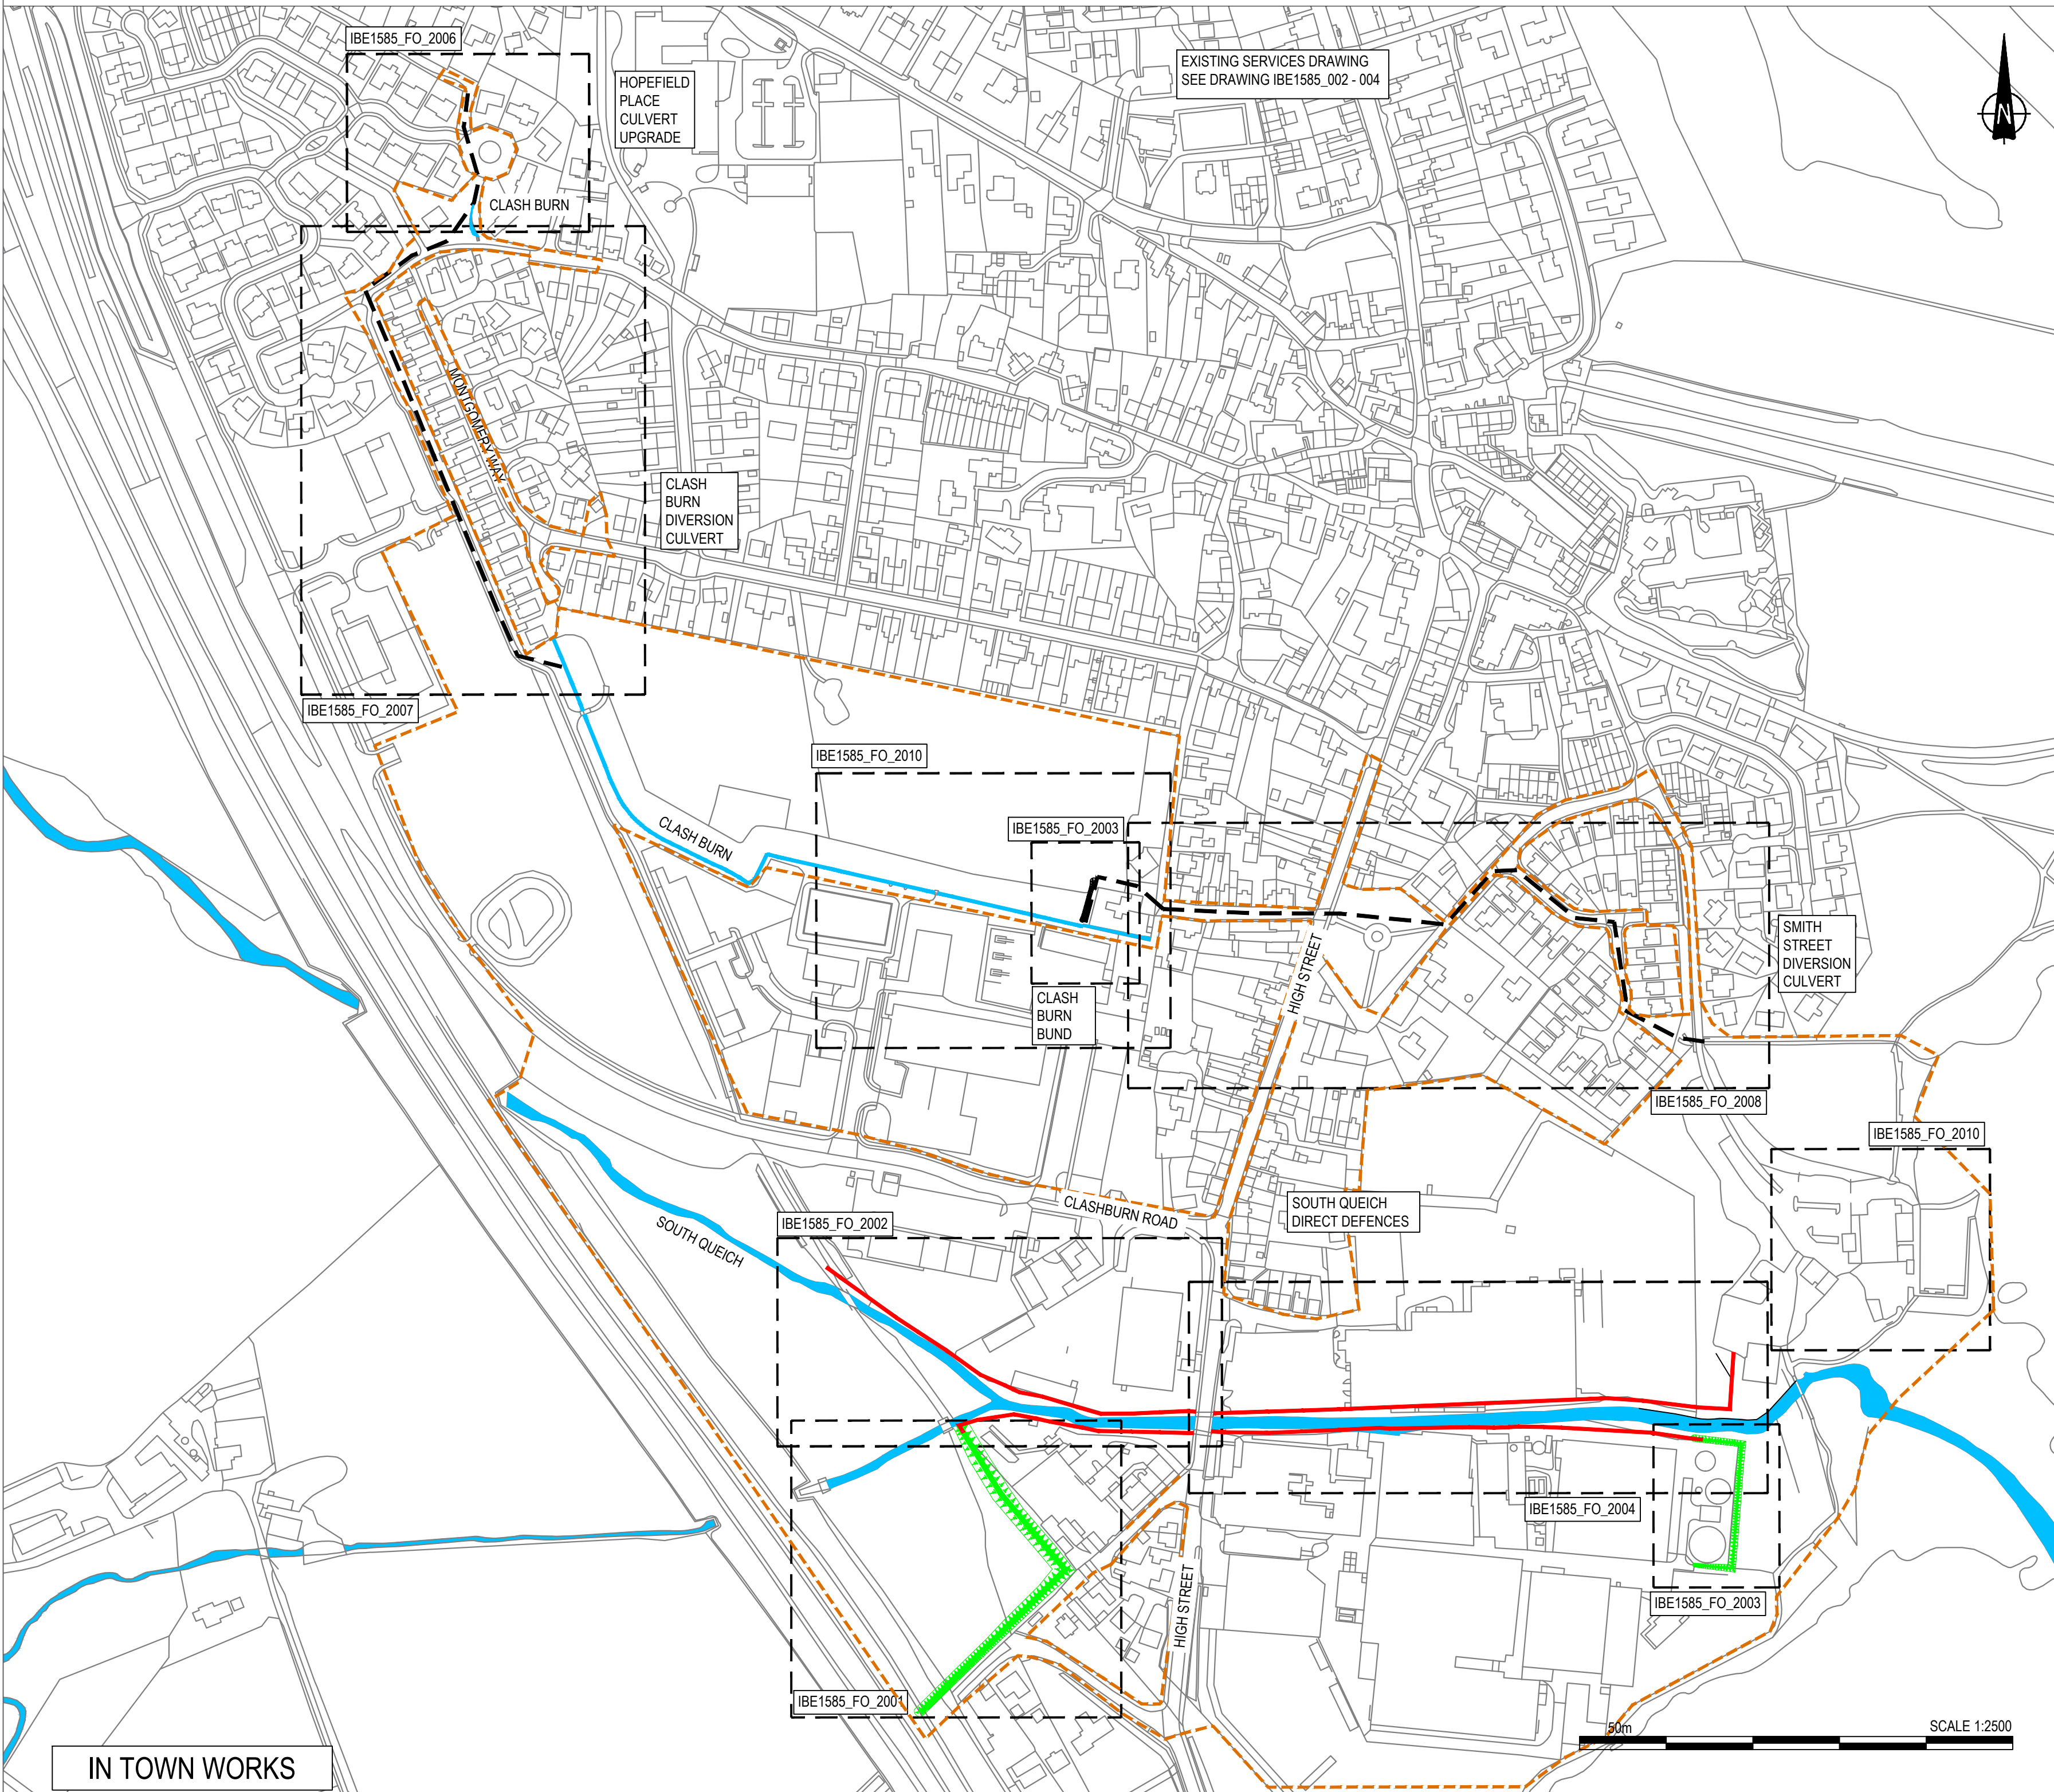 IBE1585_FO_2006
HOPEFIELD
PLACE
CULVERT
UPGRADE
EXISTING SERVICES DRAWING
SEE DRAWING IBE1585_002 - 004
N
CLASH BURN
MONTGOMERY WAY
CLASH
BURN
DIVERSION
CULVERT
IBE1585_FO_2007
IBE1585_FO_2010
CLASH BURN
IBE1585_FO_2003
HIGH STREET
SMITH
STREET
DIVERSION
CULVERT
CLASH
BURN
BUND
IBE1585_FO_2008
IBE1585_FO_2010
CLASHBURN ROAD
SOUTH QUEICH
DIRECT DEFENCES
IBE1585_FO_2002
SOUTH QUEICH
IBE1585_FO_2004
HIGH STREET
IBE1585_FO_2003
IBE1585_FO_2001
50m
SCALE 1:2500
IN TOWN WORKS